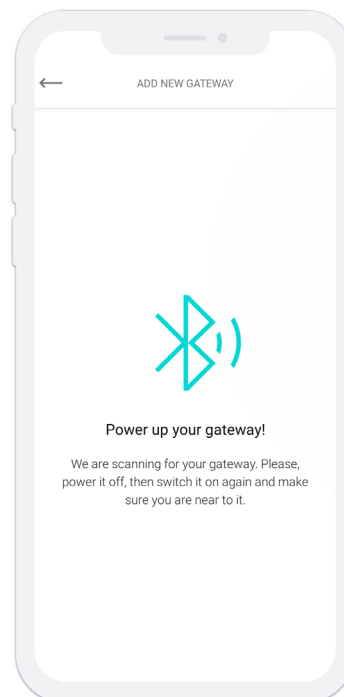 ADD NEW GATEWAY
Power up your gateway!
We are scanning for your gateway. Please,
power it off, then switch it on again and make
sure you are near to it.